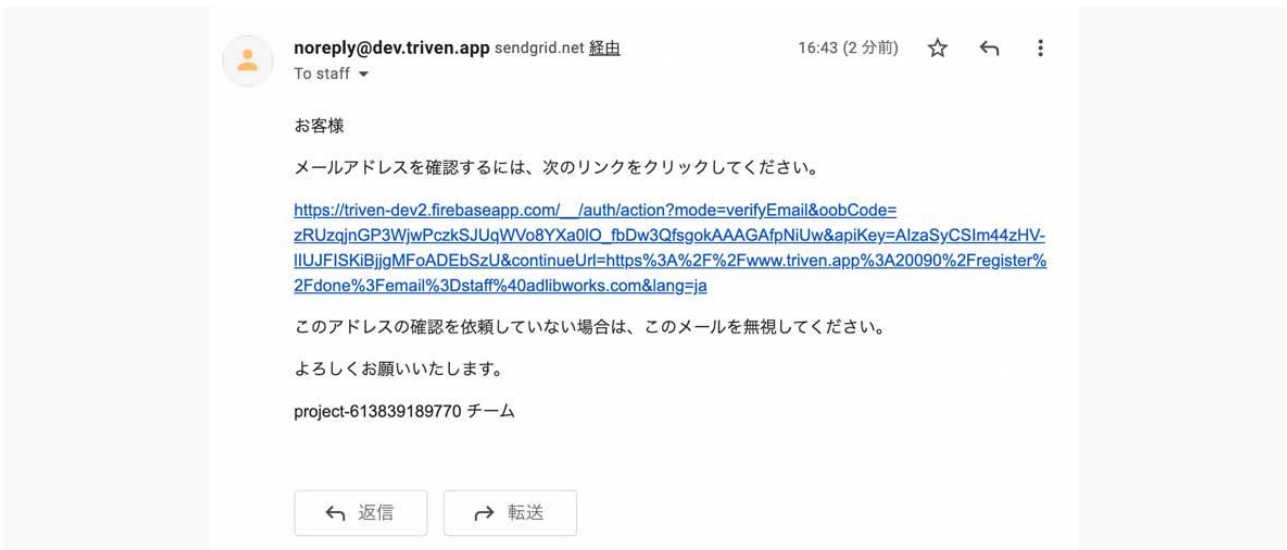 noreply@dev.triven.app sendgrid.net 経由
16:43 (2 分前)
To staff
お客様
メールアドレスを確認するには、次のリンクをクリックしてください。
https://triven-dev2.firebaseapp.com/__/auth/action?mode=verifyEmail&oobCode=
zRUzqjnGP3WjwPczkSJUqWVo8YXa0lO_fbDw3QfsgokAAAGAfpNiUw&apiKey=AIzaSyCSIm44zHV-
IlUJFISKiBjjgMFoADEbSzU&continueUrl=https%3A%2F%2Fwww.triven.app%3A20090%2Fregister%
2Fdone%3Femail%3Dstaff%40adlibworks.com&lang=ja
このアドレスの確認を依頼していない場合は、このメールを無視してください。
よろしくお願いいたします。
project-613839189770 チーム
返信
転送